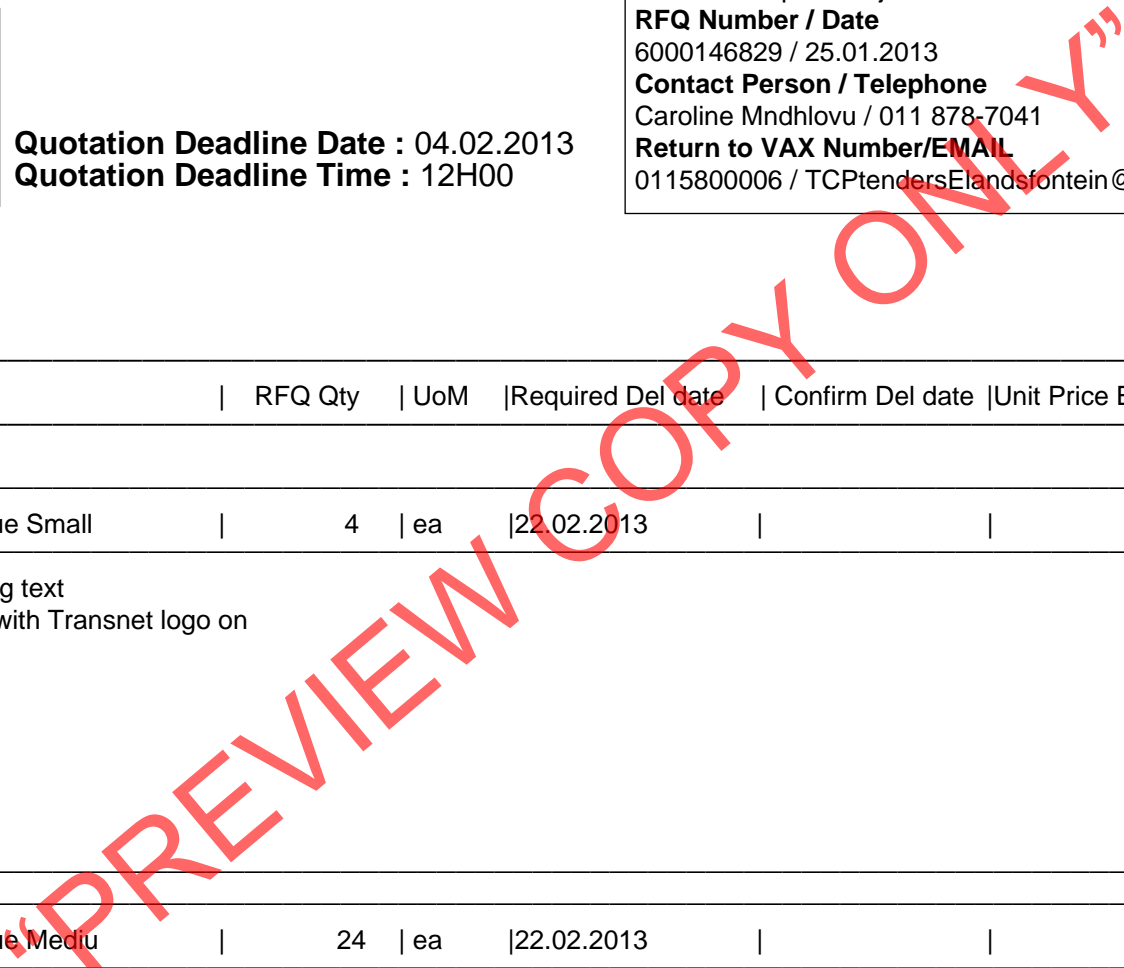 RFQ Number / Date
6000146829 / 25.01.2013
Contact Person / Telephone
Caroline Mndhlovu / 011 878-7041
Return to VAX Number/EMAIL
0115800006 / TCPtendersElandsfontein@
Quotation Deadline Date : 04.02.2013
Quotation Deadline Time : 12H00
| RFQ Qty | UoM |Required Del date | Confirm Del date |Unit Price
ue Small | 4 | ea |22.02.2013 | |
g text
with Transnet logo on
ue Mediu | 24 | ea |22.02.2013 | |
“PREVIEW COPY ONLY”